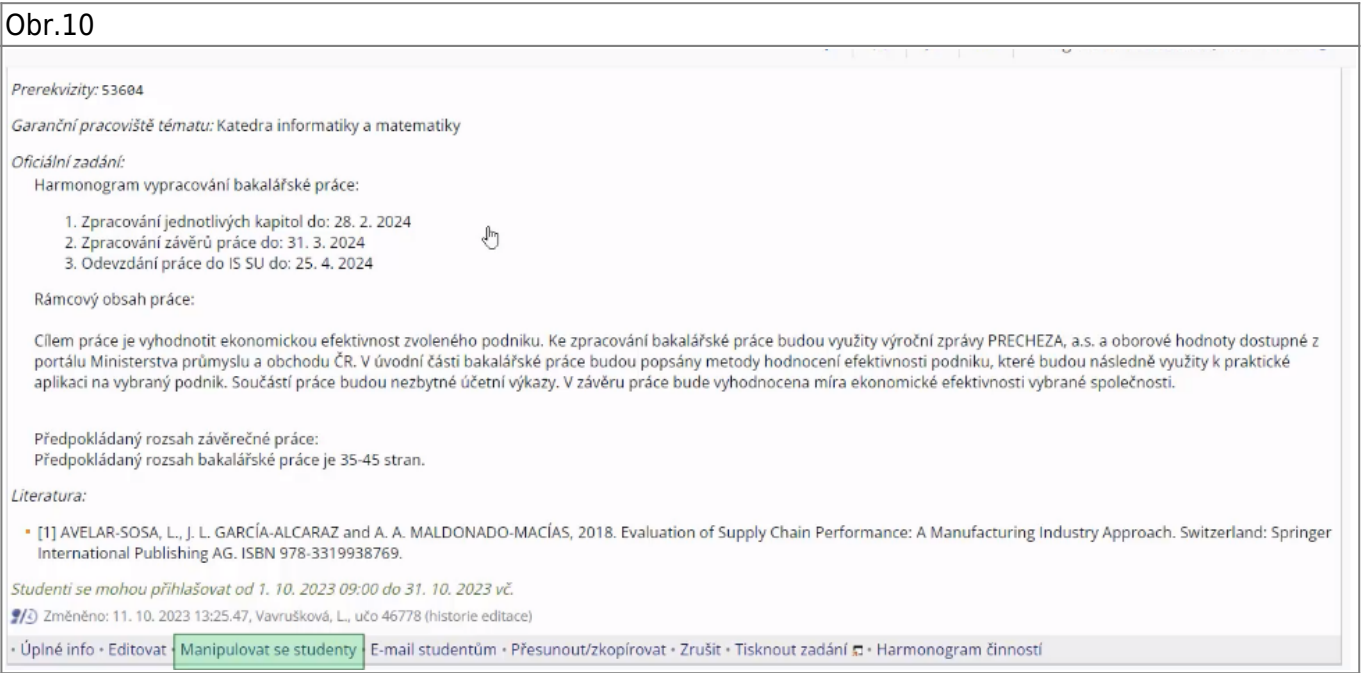 Obr.10
Prerekvizity: 53604
Garanční pracoviště tématu: Katedra informatiky a matematiky
Oficiální zadání:
Harmonogram vypracování bakalářské práce:
1. Zpracování jednotlivých kapitol do: 28. 2. 2024
2. Zpracování závěrů práce do: 31. 3. 2024
3. Odevzdání práce do IS SU do: 25. 4. 2024
Rámcový obsah práce:
Cílem práce je vyhodnotit ekonomickou efektivnost zvoleného podniku. Ke zpracování bakalářské práce budou využity výroční zprávy PRECHEZA, a.s. a oborové hodnoty dostupné z
portálu Ministerstva průmyslu a obchodu ČR. V úvodní části bakalářské práce budou popsány metody hodnocení efektivnosti podniku, které budou následně využity k praktické
aplikaci na vybraný podnik. Součástí práce budou nezbytné účetní výkazy. V závěru práce bude vyhodnocena míra ekonomické efektivnosti vybrané společnosti.
Předpokládaný rozsah závěrečné práce:
Předpokládaný rozsah bakalářské práce je 35-45 stran.
Literatura:
▪ [1] AVELAR-SOSA, L., J. L. GARCÍA-ALCARAZ and A. A. MALDONADO-MACÍAS, 2018. Evaluation of Supply Chain Performance: A Manufacturing Industry Approach. Switzerland: Springer
International Publishing AG. ISBN 978-3319938769.
Studenti se mohou přihlašovat od 1. 10. 2023 09:00 do 31. 10. 2023 vč.
Změněno: 11. 10. 2023 13:25.47, Vavrušková, L., učo 46778 (historie editace)
• Úplné info • Editovat • Manipulovat se studenty • E-mail studentům • Přesunout/zkopírovat • Zrušit • Tisknout zadání • Harmonogram činností